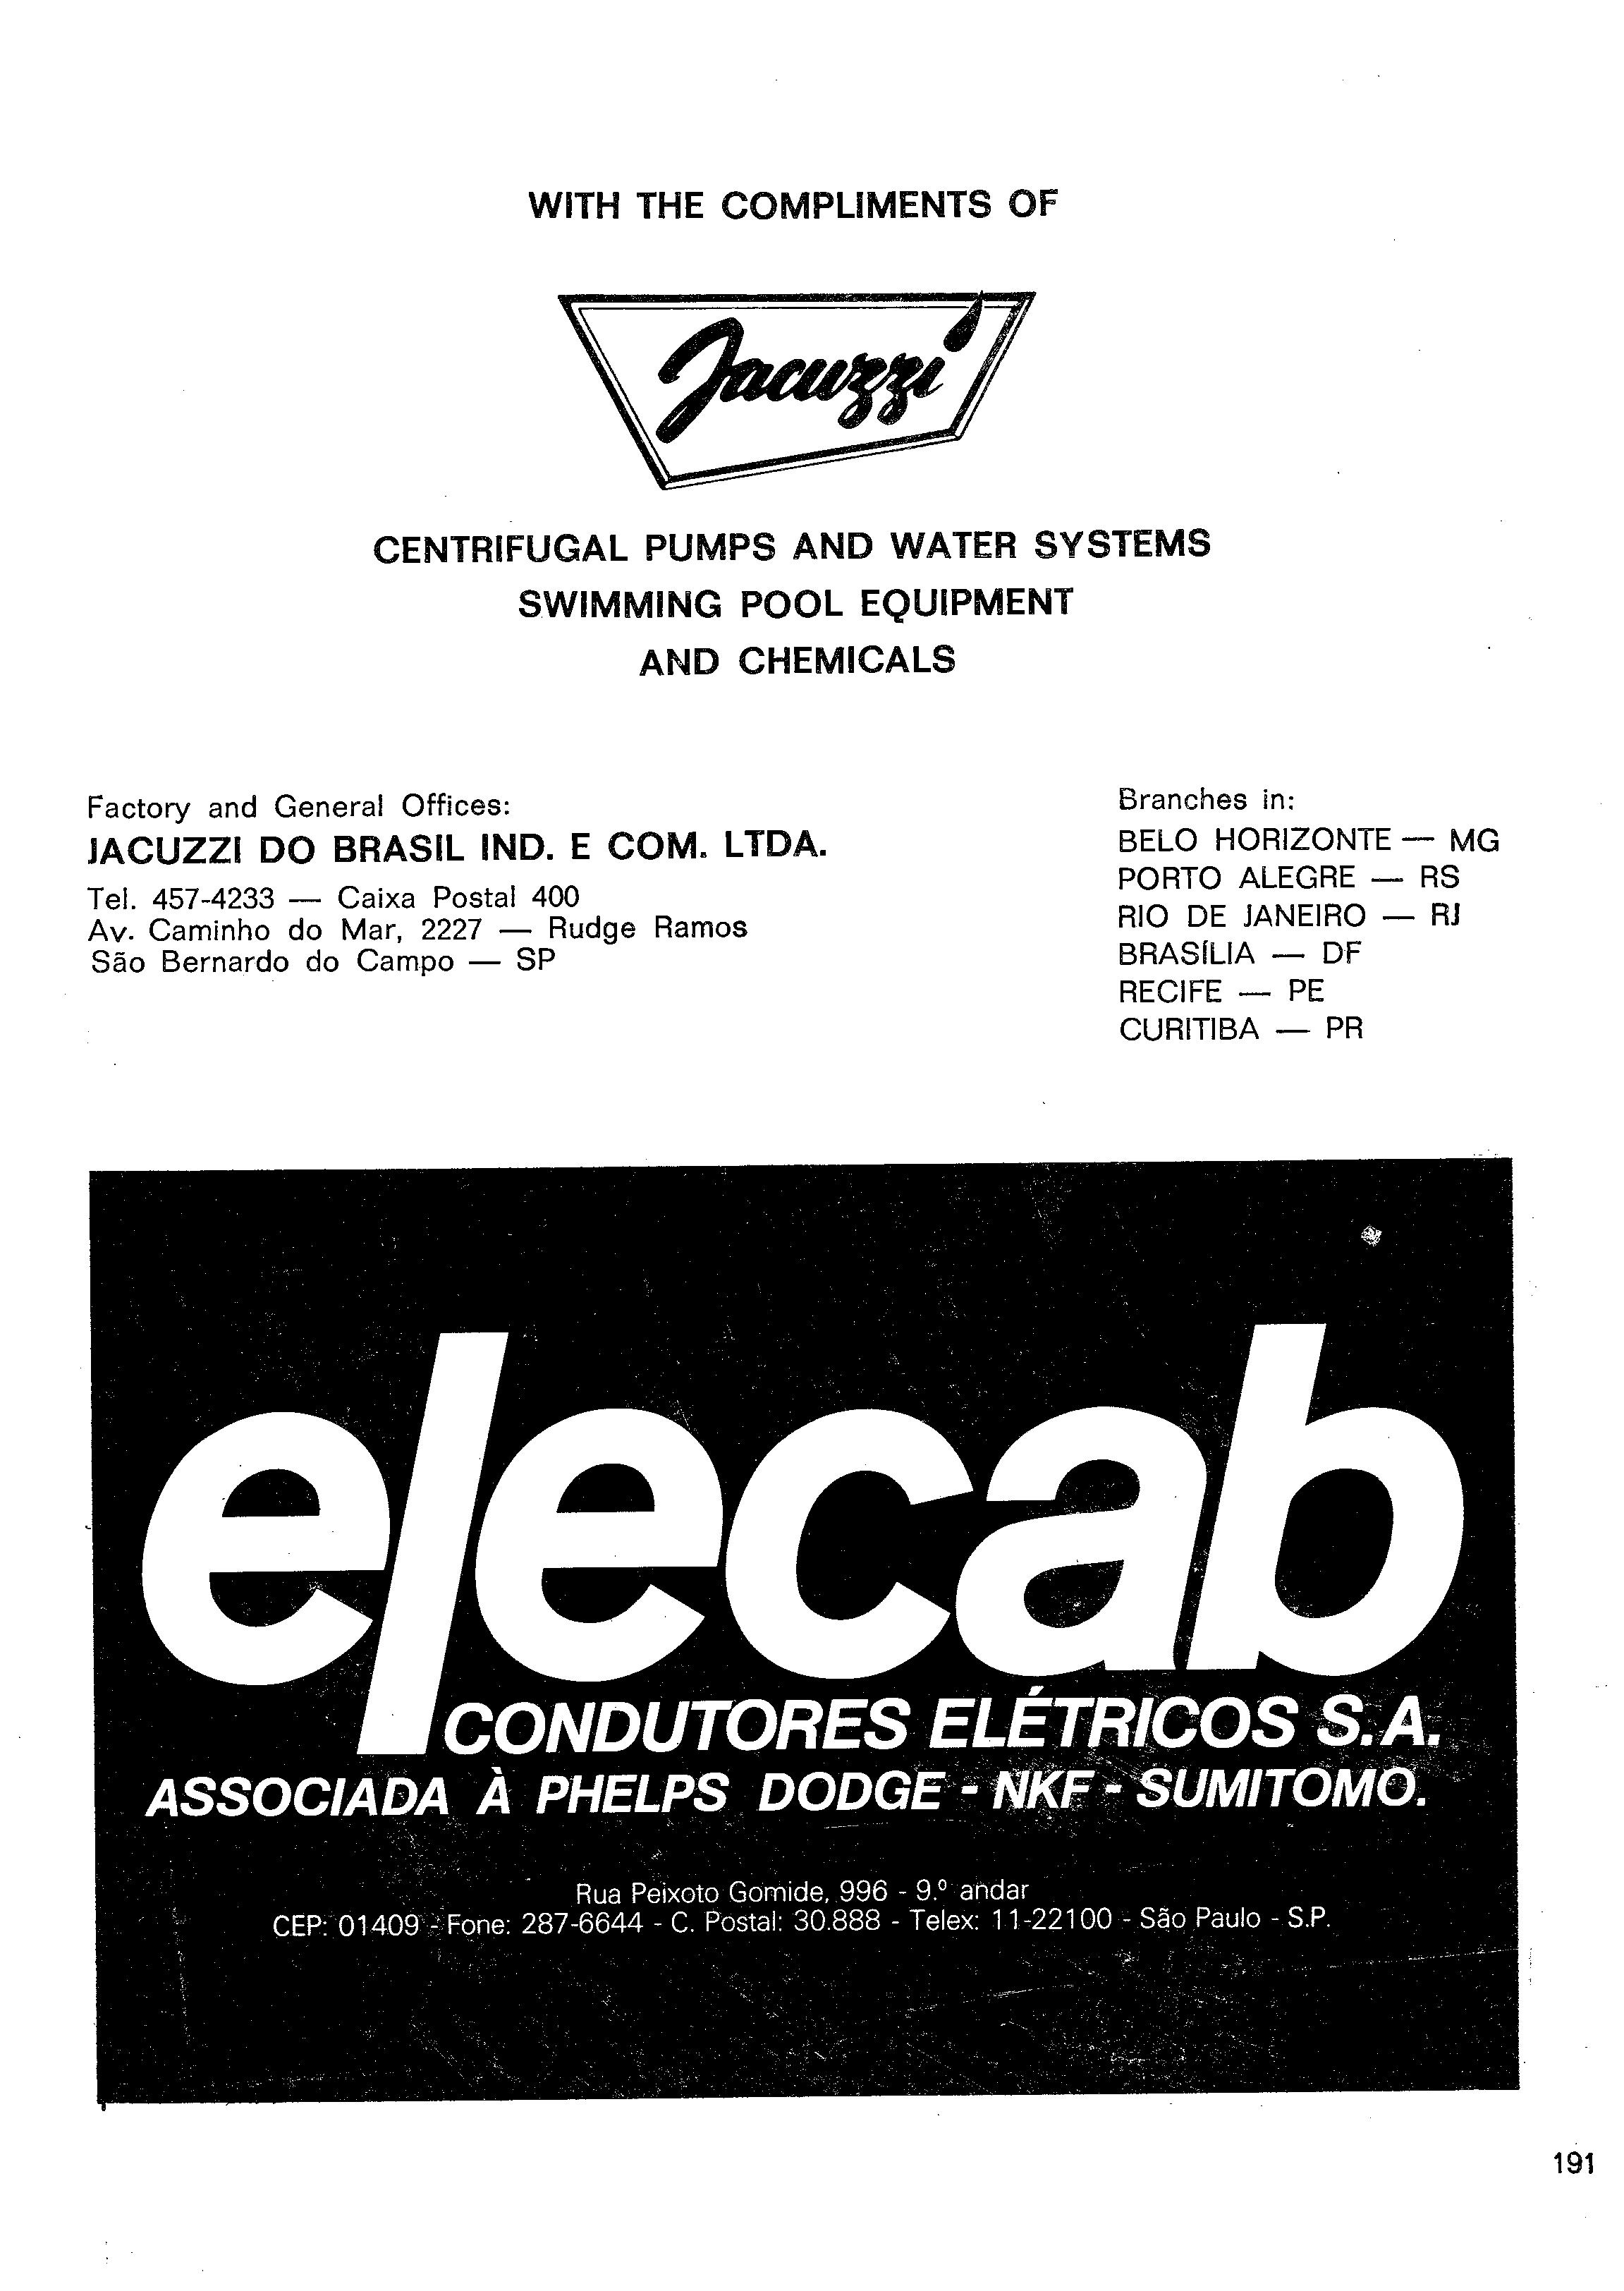 WITH THE COMPLIMENTS OF
Jacuzzi
CENTRIFUGAL PUMPS AND WATER SYSTEMS
SWIMMING POOL EQUIPMENT
AND CHEMICALS
Factory and General Offices:
JACUZZI DO BRASIL IND. E COM. LTDA.
Tel. 457-4233 — Caixa Postal 400
Av. Caminho do Mar, 2227 — Rudge Ramos
São Bernardo do Campo — SP
Branches in:
BELO HORIZONTE — MG
PORTO ALEGRE — RS
RIO DE JANEIRO — RJ
BRASÍLIA — DF
RECIFE — PE
CURITIBA — PR
elecab
CONDUTORES ELÉTRICOS S.A.
ASSOCIADA À PHELPS DODGE - NKF - SUMITOMO.
Rua Peixoto Gomide, 996 - 9.º andar
CEP: 01409 - Fone: 287-6644 - C. Postal: 30.888 - Telex: 11-22100 - São Paulo - S.P.
191